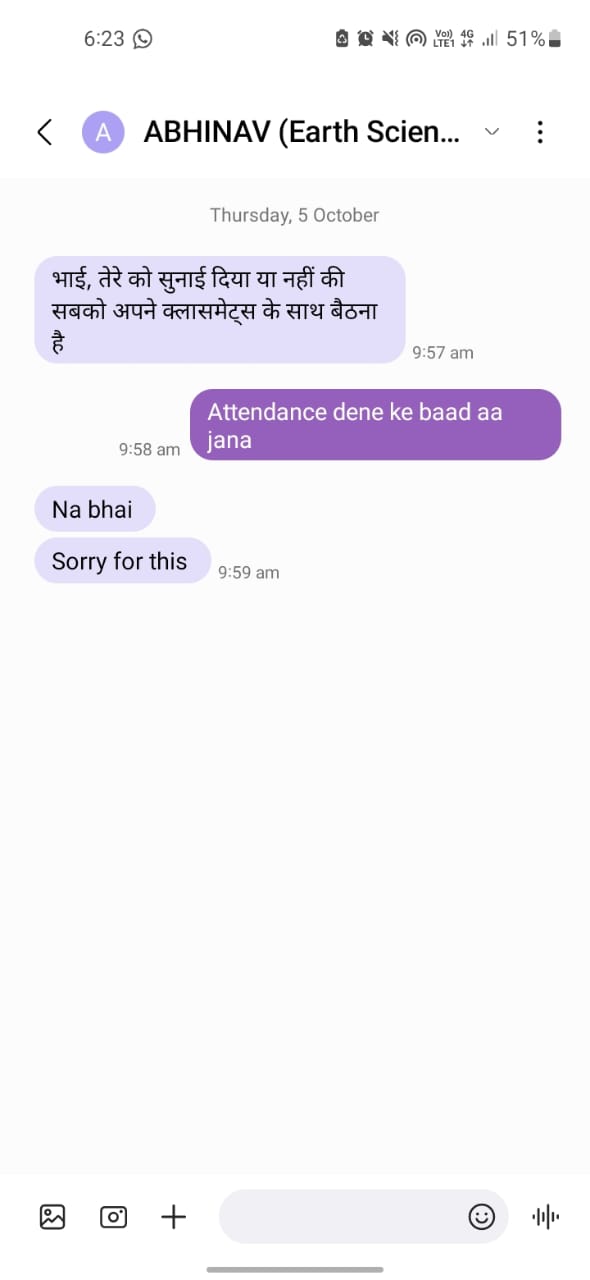 6:23
Vo)) 4G
LTE1
51%
A ABHINAV (Earth Scien...
Thursday, 5 October
भाई, तेरे को सुनाई दिया या नहीं की
सबको अपने क्लासमेट्स के साथ बैठना
है
9:57 am
Attendance dene ke baad aa
jana
9:58 am
Na bhai
Sorry for this
9:59 am